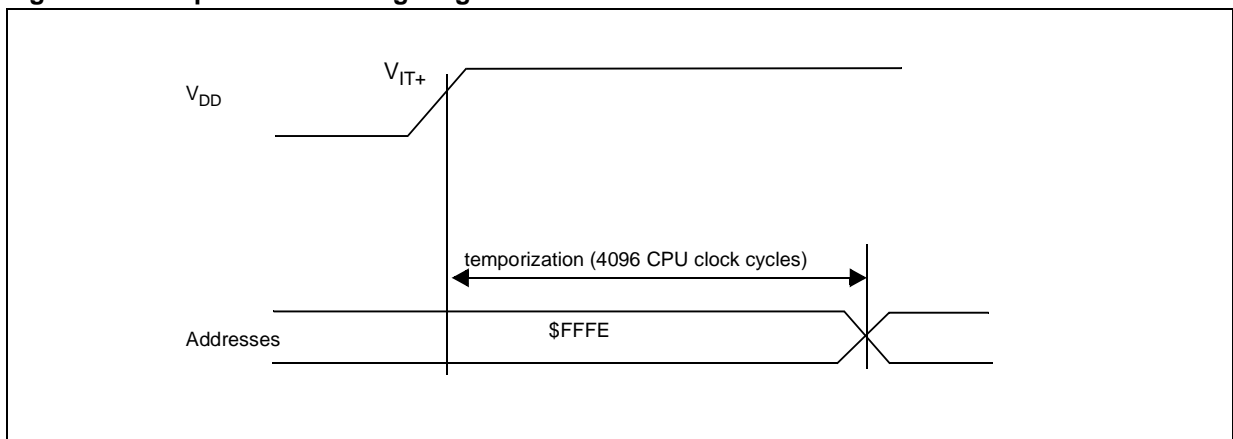 V_IT+
V_DD
temporization (4096 CPU clock cycles)
$FFFE
Addresses